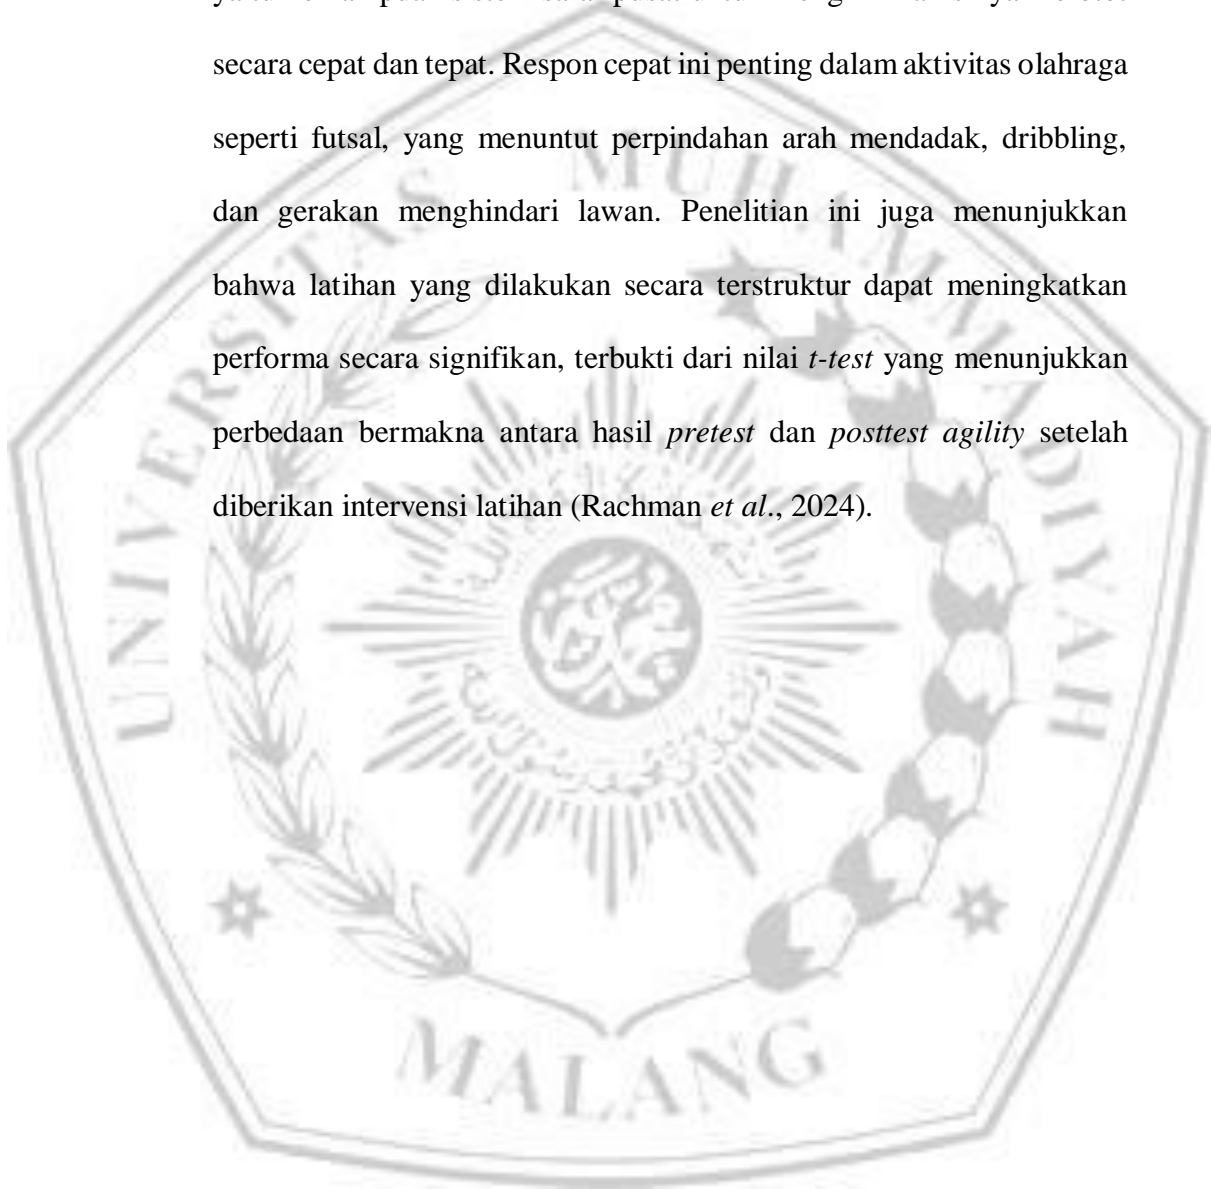 secara cepat dan tepat. Respon cepat ini penting dalam aktivitas olahraga
seperti futsal, yang menuntut perpindahan arah mendadak, dribbling,
dan gerakan menghindari lawan. Penelitian ini juga menunjukkan
bahwa latihan yang dilakukan secara terstruktur dapat meningkatkan
performa secara signifikan, terbukti dari nilai t-test yang menunjukkan
perbedaan bermakna antara hasil pretest dan posttest agility setelah
diberikan intervensi latihan (Rachman et al., 2024).
UNIVERSITAS MUHAMMADIYAH
MALANG